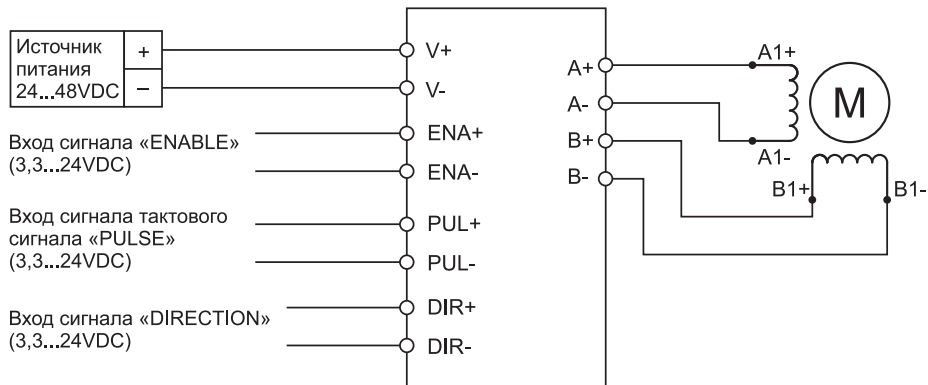 Источник
питания
24...48VDC
+
–
Вход сигнала «ENABLE»
(3,3...24VDC)
Вход сигнала тактового
сигнала «PULSE»
(3,3...24VDC)
Вход сигнала «DIRECTION»
(3,3...24VDC)
V+
V-
ENA+
ENA-
PUL+
PUL-
DIR+
DIR-
A+
A-
B+
B-
A1+
A1-
M
B1+
B1-